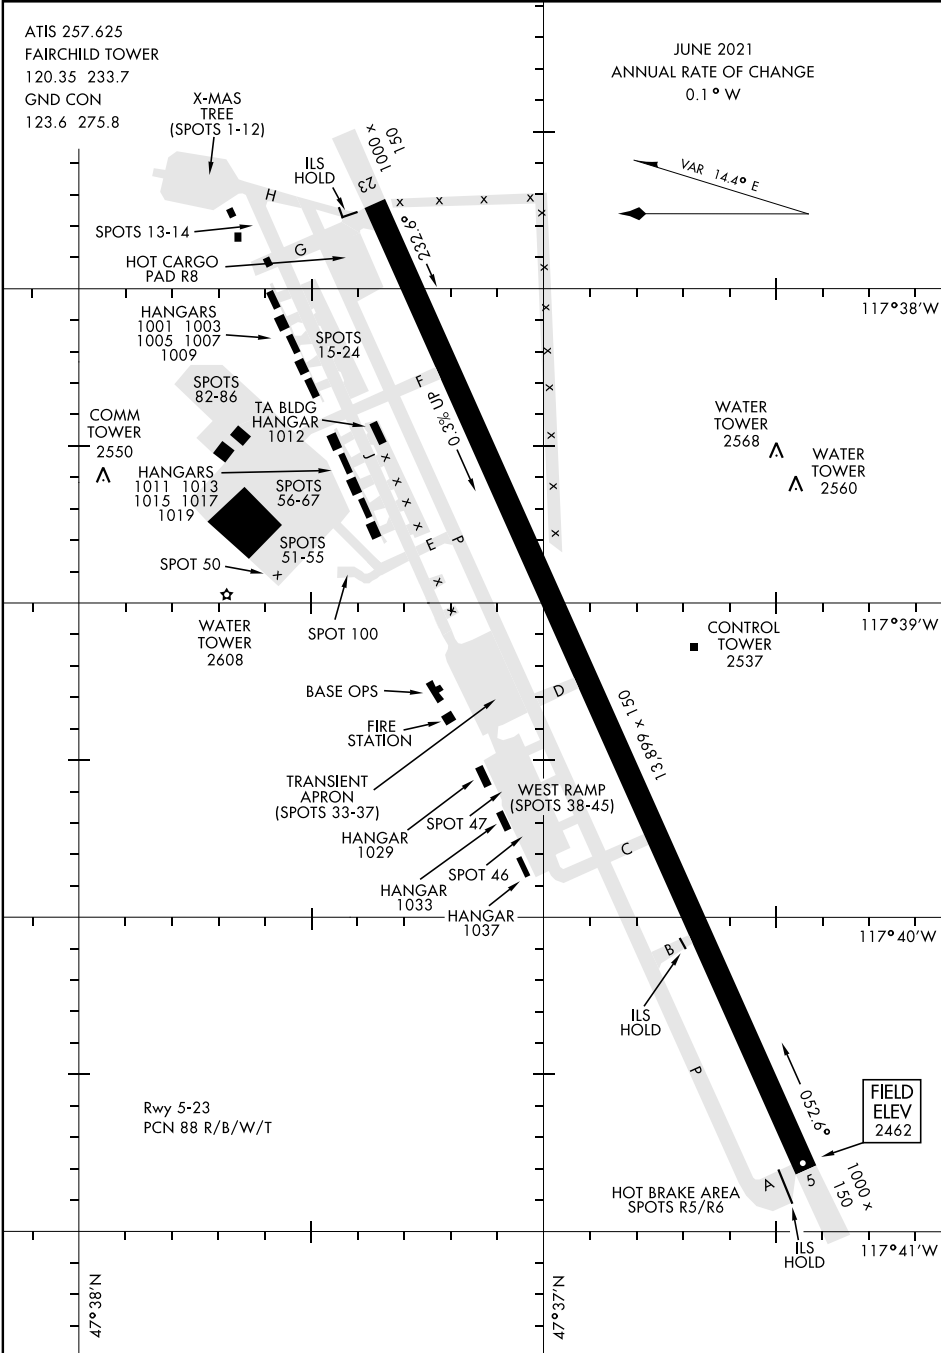 ATIS 257.625
FAIRCHILD TOWER
120.35 233.7
GND CON
123.6 275.8
JUNE 2021
ANNUAL RATE OF CHANGE
0.1° W
VAR 14.4° E
X-MAS
TREE
(SPOTS 1-12)
ILS
HOLD
1000 x
150
23
H
232.6°
x x x x
x
x
x
x
x
x
x
x
SPOTS 13-14
G
HOT CARGO
PAD R8
117°38'W
HANGARS
1001 1003
1005 1007
1009
SPOTS
15-24
SPOTS
82-86
F
0.3% UP
TA BLDG
HANGAR
1012
COMM
TOWER
2550
WATER
TOWER
2568
WATER
TOWER
2560
J
x
x
x
x
x
HANGARS
1011 1013
1015 1017
1019
SPOTS
56-67
SPOTS
51-55
E
P
SPOT 50
x
x
x
WATER
TOWER
2608
SPOT 100
117°39'W
CONTROL
TOWER
2537
BASE OPS
D
13,899 x 150
FIRE
STATION
TRANSIENT
APRON
(SPOTS 33-37)
WEST RAMP
(SPOTS 38-45)
SPOT 47
HANGAR
1029
C
SPOT 46
HANGAR
1033
HANGAR
1037
117°40'W
B
ILS
HOLD
P
052.6°
Rwy 5-23
PCN 88 R/B/W/T
FIELD
ELEV
2462
HOT BRAKE AREA
SPOTS R5/R6
A
5
1000 x
150
ILS
HOLD
117°41'W
47°38'N
47°37'N